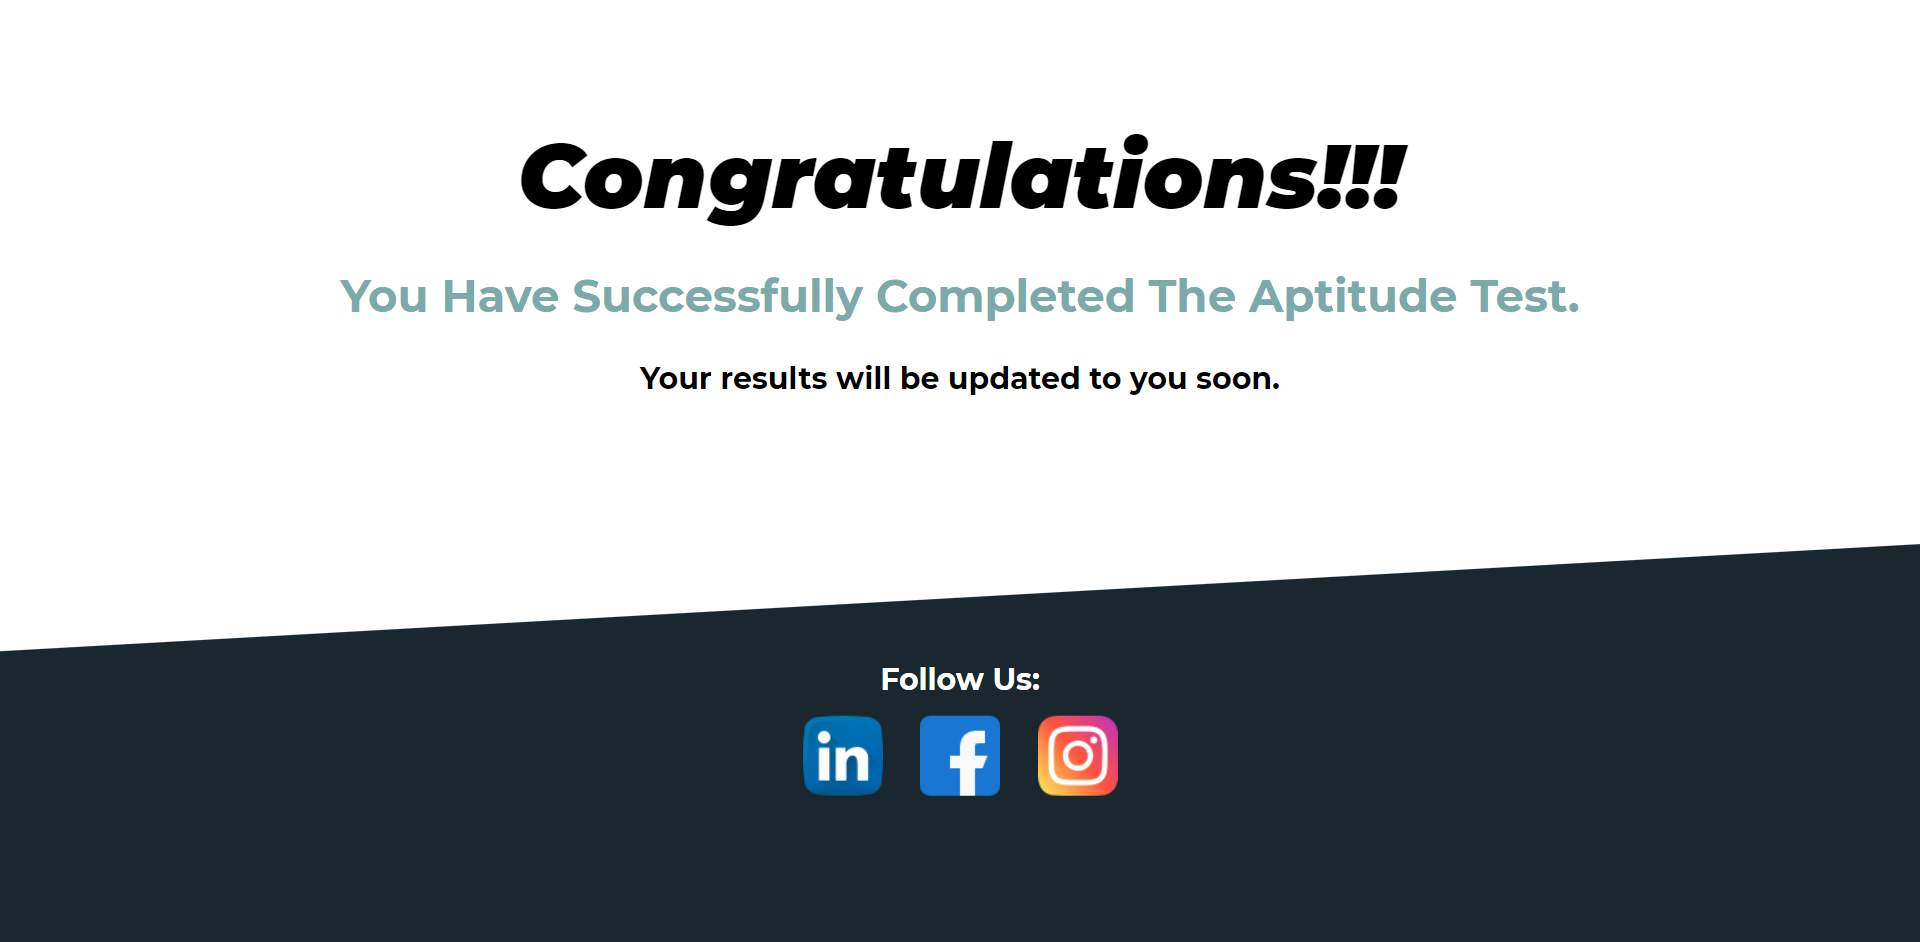 Congratulations!!!
You Have Successfully Completed The Aptitude Test.
Your results will be updated to you soon.
Follow Us:
in f